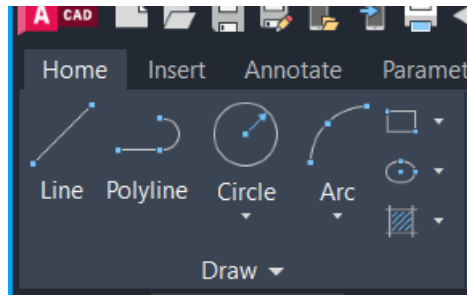 A CAD
Home Insert Annotate Paramet
Line Polyline Circle Arc
Draw